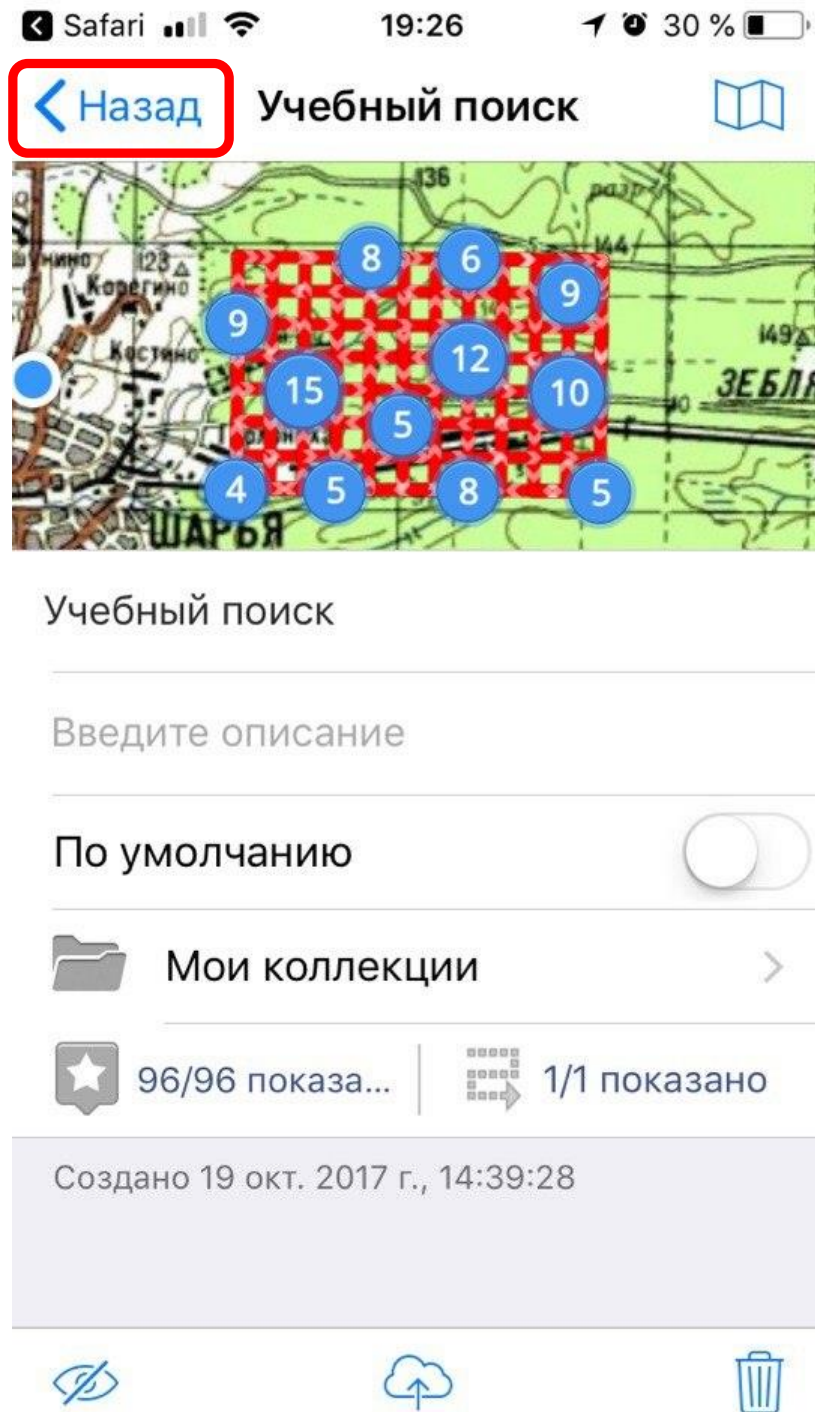 Safari 19:26 30 %
Назад Учебный поиск
136
разр.
144
123
Корегино
8 6
9
9
149
Костино
12
15 10
ЗЕБЛЯ
5
4 5 8 5
ШАРЬЯ
Учебный поиск
Введите описание
По умолчанию
Мои коллекции
96/96 показа... 1/1 показано
Создано 19 окт. 2017 г., 14:39:28